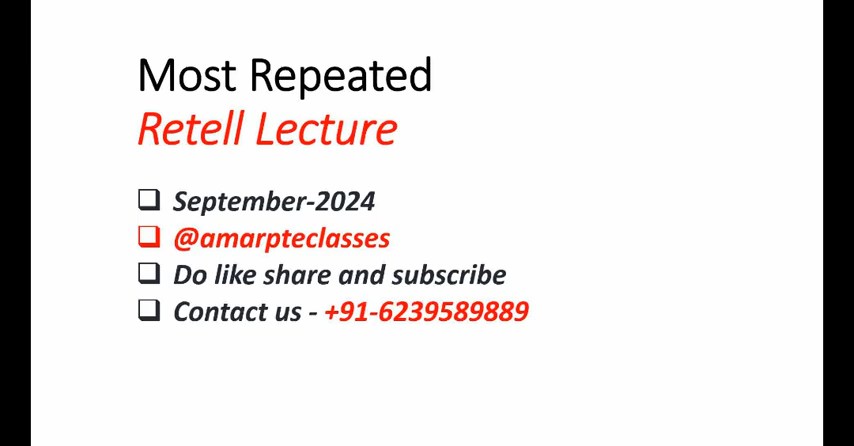 Most Repeated
Retell Lecture
❑ September-2024
❑ @amarpteclasses
❑ Do like share and subscribe
❑ Contact us - +91-6239589889